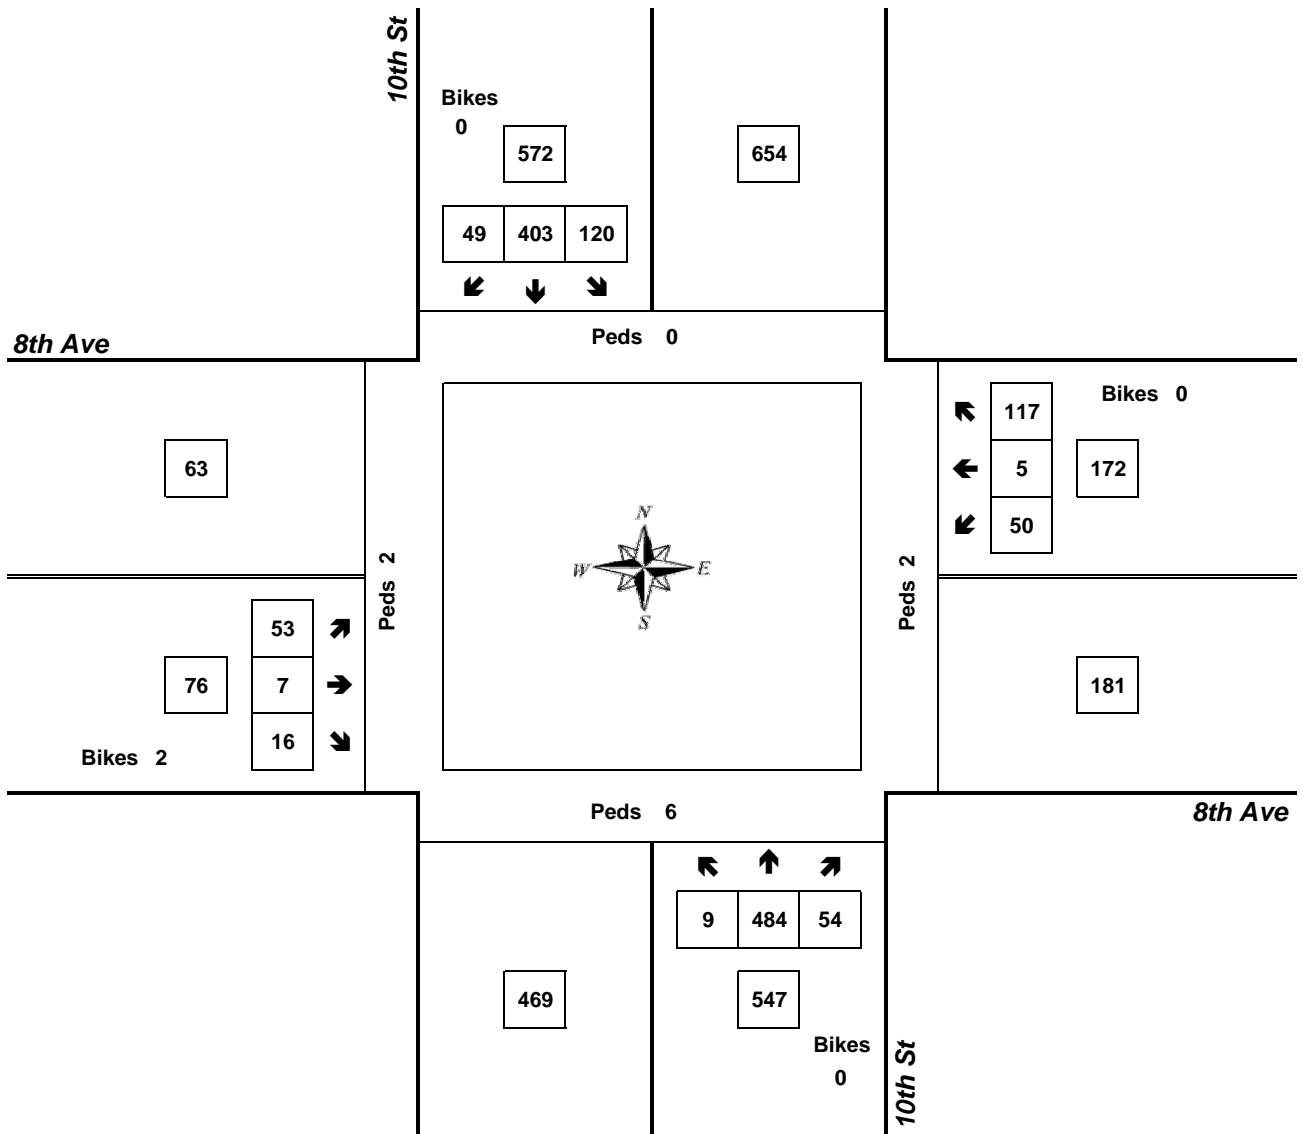 10th St
Bikes
0
572
654
49 403 120
Peds 0
8th Ave
Bikes 0
117
63
5
172
50
N
W E
S
Peds 2
Peds 2
53
76
7
181
16
Bikes 2
Peds 6
8th Ave
9 484 54
469
547
Bikes
0
10th St